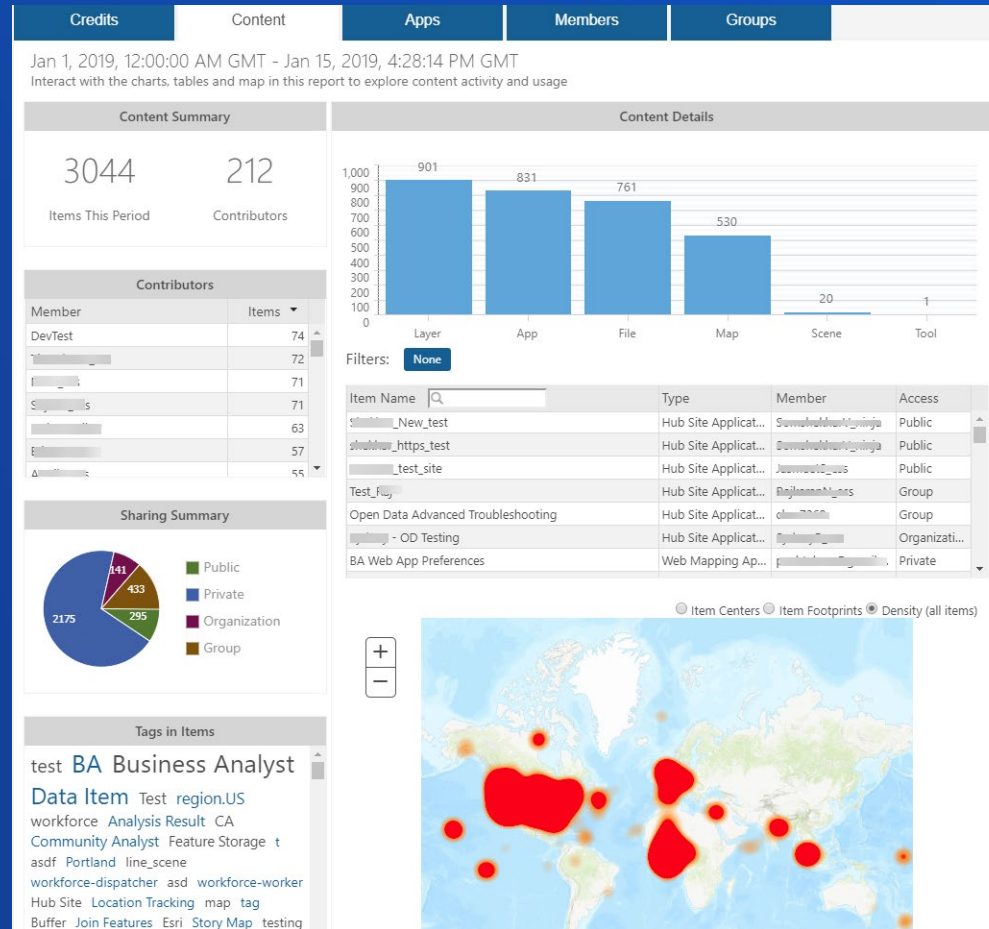 Credits
Content
Apps
Members
Groups
Jan 1, 2019, 12:00:00 AM GMT - Jan 15, 2019, 4:28:14 PM GMT
Interact with the charts, tables and map in this report to explore content activity and usage
Content Summary
3044
212
Items This Period
Contributors
Contributors
Member
Items
DevTest
74
72
71
71
63
57
55
Sharing Summary
141
433
2175
295
Public
Private
Organization
Group
Tags in Items
test BA Business Analyst
Data Item Test region.US
workforce Analysis Result CA
Community Analyst Feature Storage t
asdf Portland line_scene
workforce-dispatcher asd workforce-worker
Hub Site Location Tracking map tag
Buffer Join Features Esri Story Map testing
Content Details
1,000
900
800
700
600
500
400
300
200
100
0
901
831
761
530
20
1
Layer
App
File
Map
Scene
Tool
Filters: None
Item Name
Type
Member
Access
_New_test
Hub Site Applicat...
Public
_https_test
Hub Site Applicat...
Public
_test_site
Hub Site Applicat...
Public
Test_
Hub Site Applicat...
Group
Open Data Advanced Troubleshooting
Hub Site Applicat...
Group
- OD Testing
Hub Site Applicat...
Organizati...
BA Web App Preferences
Web Mapping Ap...
Private
Item Centers
Item Footprints
Density (all items)
+
−